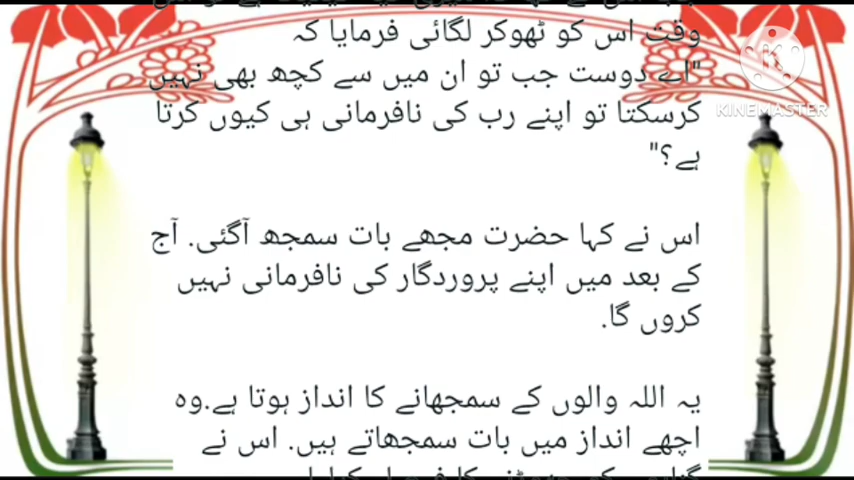 وقت اس کو ٹھوکر لگائی فرمایا کہ
"اے دوست جب تو ان میں سے کچھ بھی نہیں
کرسکتا تو اپنے رب کی نافرمانی ہی کیوں کرتا
ہے؟"
اس نے کہا حضرت مجھے بات سمجھ آگئی. آج
کے بعد میں اپنے پروردگار کی نافرمانی نہیں
کروں گا.
یہ اللہ والوں کے سمجھانے کا انداز ہوتا ہے.وہ
اچھے انداز میں بات سمجھاتے ہیں. اس نے
KINEMASTER